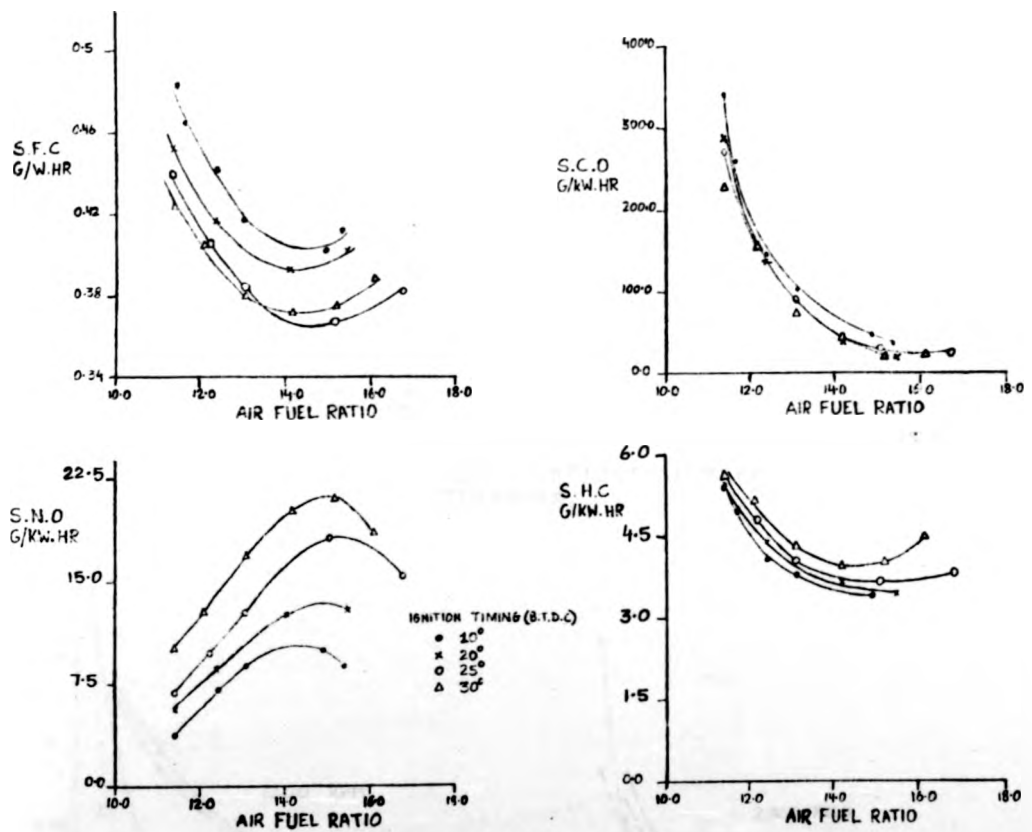 0.5
0.46
S.F.C
G/W.HR
0.42
0.38
0.34
10.0 12.0 14.0 16.0 18.0
AIR FUEL RATIO
400.0
300.0
S.C.O
G/KW.HR
200.0
100.0
0.0
10.0 12.0 14.0 16.0 18.0
AIR FUEL RATIO
22.5
S.N.O
G/KW.HR
15.0
7.5
0.0
10.0 12.0 14.0 16.0 19.0
AIR FUEL RATIO
IGNITION TIMING (B.T.D.C)
10°
20°
25°
30°
6.0
S.H.C
G/KW.HR
4.5
3.0
1.5
0.0
10.0 12.0 14.0 16.0 18.0
AIR FUEL RATIO